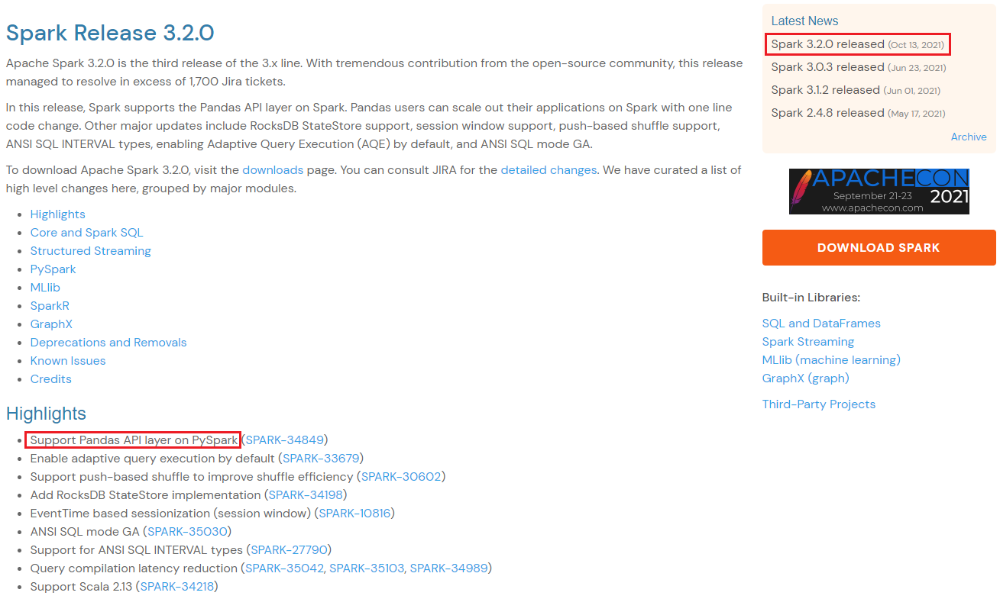 Spark Release 3.2.0
Apache Spark 3.2.0 is the third release of the 3.x line. With tremendous contribution from the open-source community, this release
managed to resolve in excess of 1,700 Jira tickets.
In this release, Spark supports the Pandas API layer on Spark. Pandas users can scale out their applications on Spark with one line
code change. Other major updates include RocksDB StateStore support, session window support, push-based shuffle support,
ANSI SQL INTERVAL types, enabling Adaptive Query Execution (AQE) by default, and ANSI SQL mode GA.
To download Apache Spark 3.2.0, visit the downloads page. You can consult JIRA for the detailed changes. We have curated a list of
high level changes here, grouped by major modules.
Highlights
Core and Spark SQL
Structured Streaming
PySpark
MLlib
SparkR
GraphX
Deprecations and Removals
Known Issues
Credits
Highlights
Support Pandas API layer on PySpark (SPARK-34849)
Enable adaptive query execution by default (SPARK-33679)
Support push-based shuffle to improve shuffle efficiency (SPARK-30602)
Add RocksDB StateStore implementation (SPARK-34198)
EventTime based sessionization (session window) (SPARK-10816)
ANSI SQL mode GA (SPARK-35030)
Support for ANSI SQL INTERVAL types (SPARK-27790)
Query compilation latency reduction (SPARK-35042, SPARK-35103, SPARK-34989)
Support Scala 2.13 (SPARK-34218)
Latest News
Spark 3.2.0 released (Oct 13, 2021)
Spark 3.0.3 released (Jun 23, 2021)
Spark 3.1.2 released (Jun 01, 2021)
Spark 2.4.8 released (May 17, 2021)
Archive
APACHECON
September 21-23 2021
www.apachecon.com
DOWNLOAD SPARK
Built-in Libraries:
SQL and DataFrames
Spark Streaming
MLlib (machine learning)
GraphX (graph)
Third-Party Projects